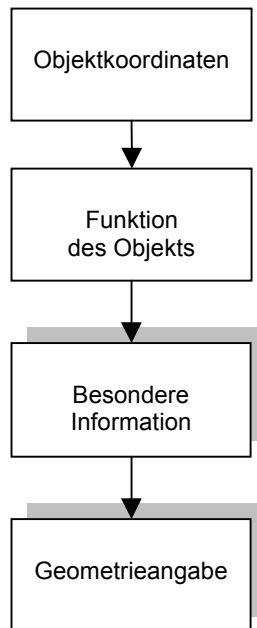 Objektkoordinaten
Funktion
des Objekts
Besondere
Information
Geometrieangabe